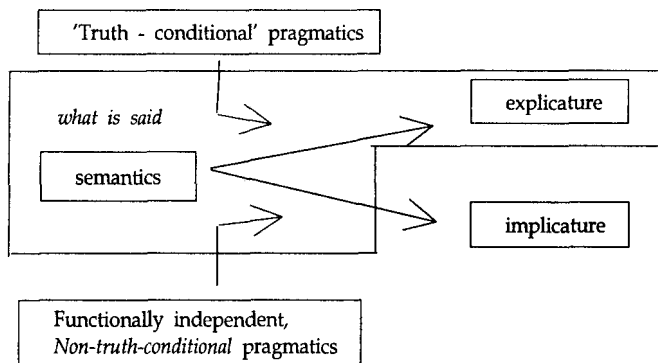 'Truth - conditional' pragmatics
explicature
what is said
semantics
implicature
Functionally independent,
Non-truth-conditional pragmatics